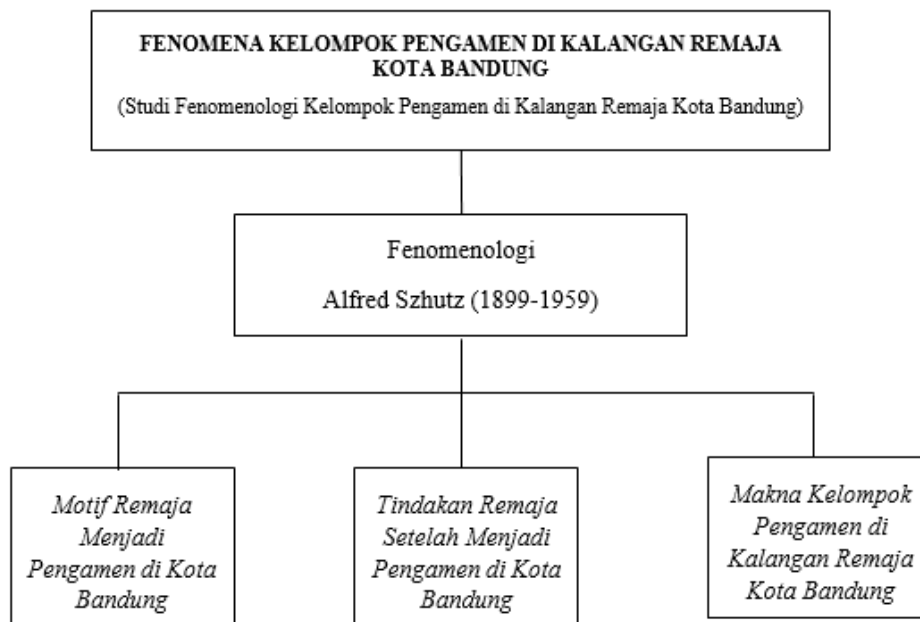 FENOMENA KELOMPOK PENGAMEN DI KALANGAN REMAJA
KOTA BANDUNG
(Studi Fenomenologi Kelompok Pengamen di Kalangan Remaja Kota Bandung)
Fenomenologi
Alfred Szhutz (1899-1959)
Motif Remaja
Menjadi
Pengamen di Kota
Bandung
Tindakan Remaja
Setelah Menjadi
Pengamen di Kota
Bandung
Makna Kelompok
Pengamen di
Kalangan Remaja
Kota Bandung